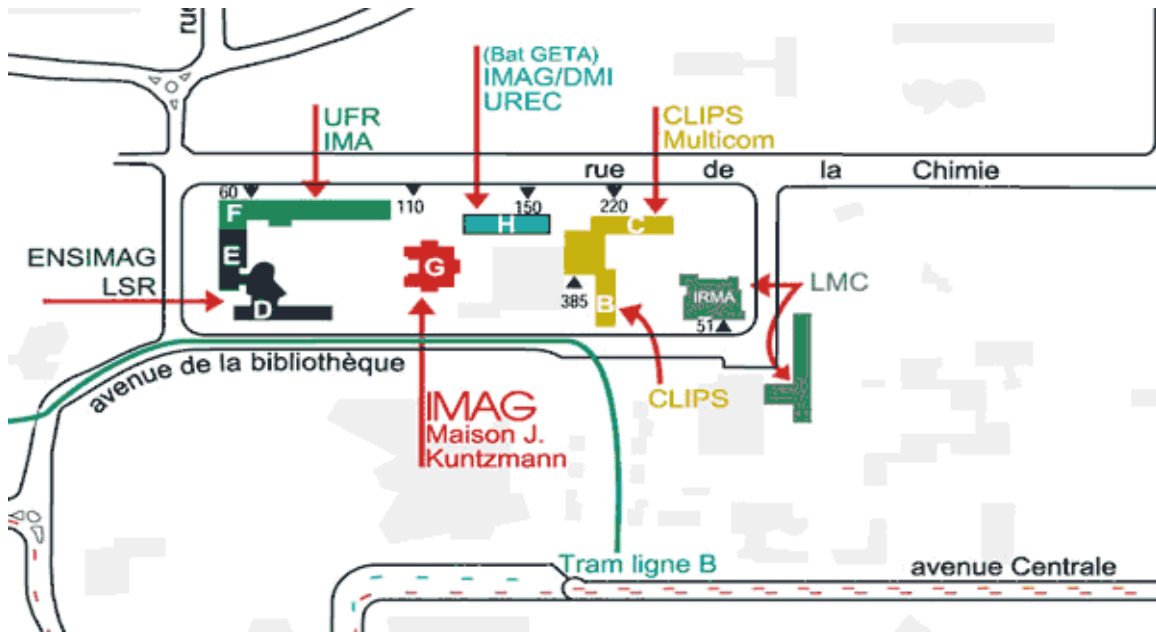 rue
(Bat GETA)
IMAG/DMI
UREC
UFR
IMA
CLIPS
Multicom
rue de la Chimie
60
110
150
220
F
H
C
E
G
ENSIMAG
LSR
D
385
B
IRMA
51
LMC
avenue de la bibliothèque
CLIPS
IMAG
Maison J.
Kuntzmann
Tram ligne B
avenue Centrale